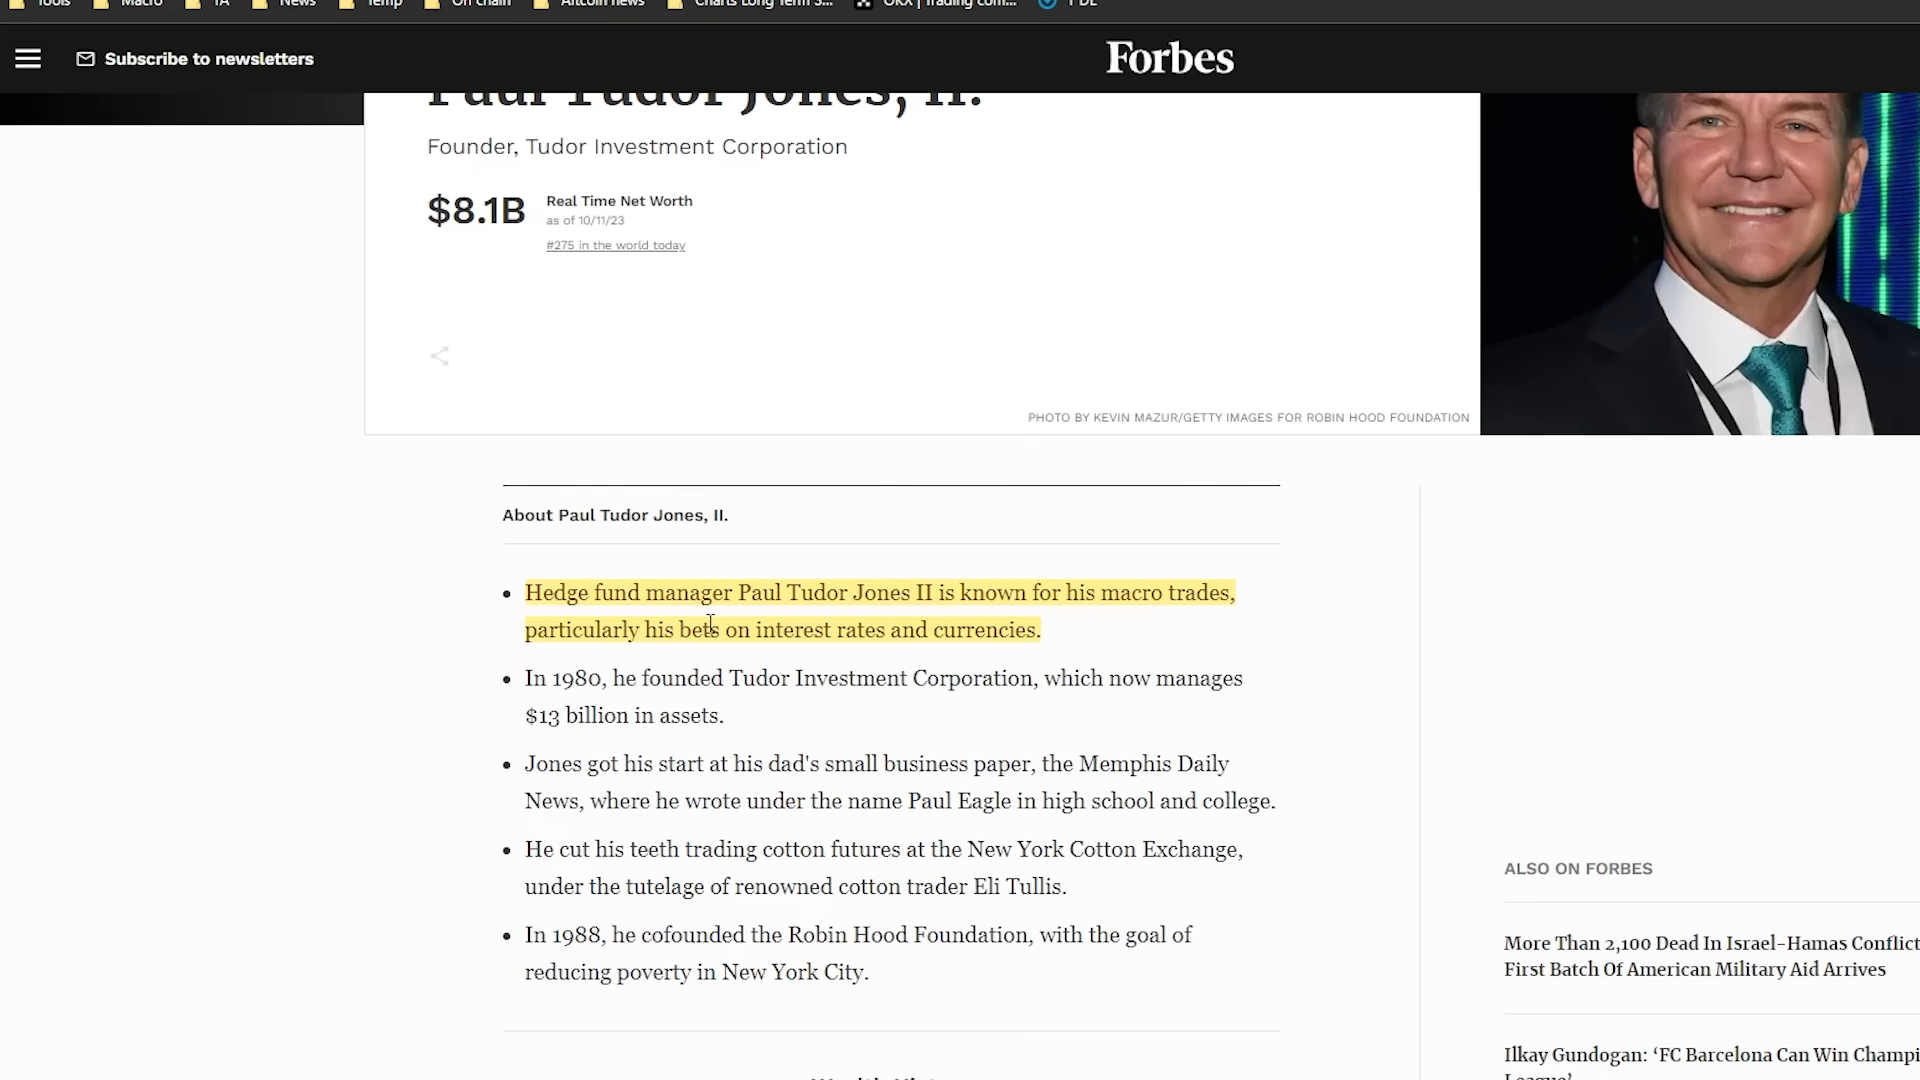 Tools Macro TA News Temp On chain Altcoin news Charts Long Term S... OKX | Trading com...
Subscribe to newsletters
Forbes
Paul Tudor Jones, II.
Founder, Tudor Investment Corporation
$8.1B
Real Time Net Worth
as of 10/11/23
#275 in the world today
PHOTO BY KEVIN MAZUR/GETTY IMAGES FOR ROBIN HOOD FOUNDATION
About Paul Tudor Jones, II.
Hedge fund manager Paul Tudor Jones II is known for his macro trades,
particularly his bets on interest rates and currencies.
In 1980, he founded Tudor Investment Corporation, which now manages
$13 billion in assets.
Jones got his start at his dad's small business paper, the Memphis Daily
News, where he wrote under the name Paul Eagle in high school and college.
He cut his teeth trading cotton futures at the New York Cotton Exchange,
under the tutelage of renowned cotton trader Eli Tullis.
In 1988, he cofounded the Robin Hood Foundation, with the goal of
reducing poverty in New York City.
ALSO ON FORBES
More Than 2,100 Dead In Israel-Hamas Conflict
First Batch Of American Military Aid Arrives
Ilkay Gundogan: ‘FC Barcelona Can Win Champi
League’